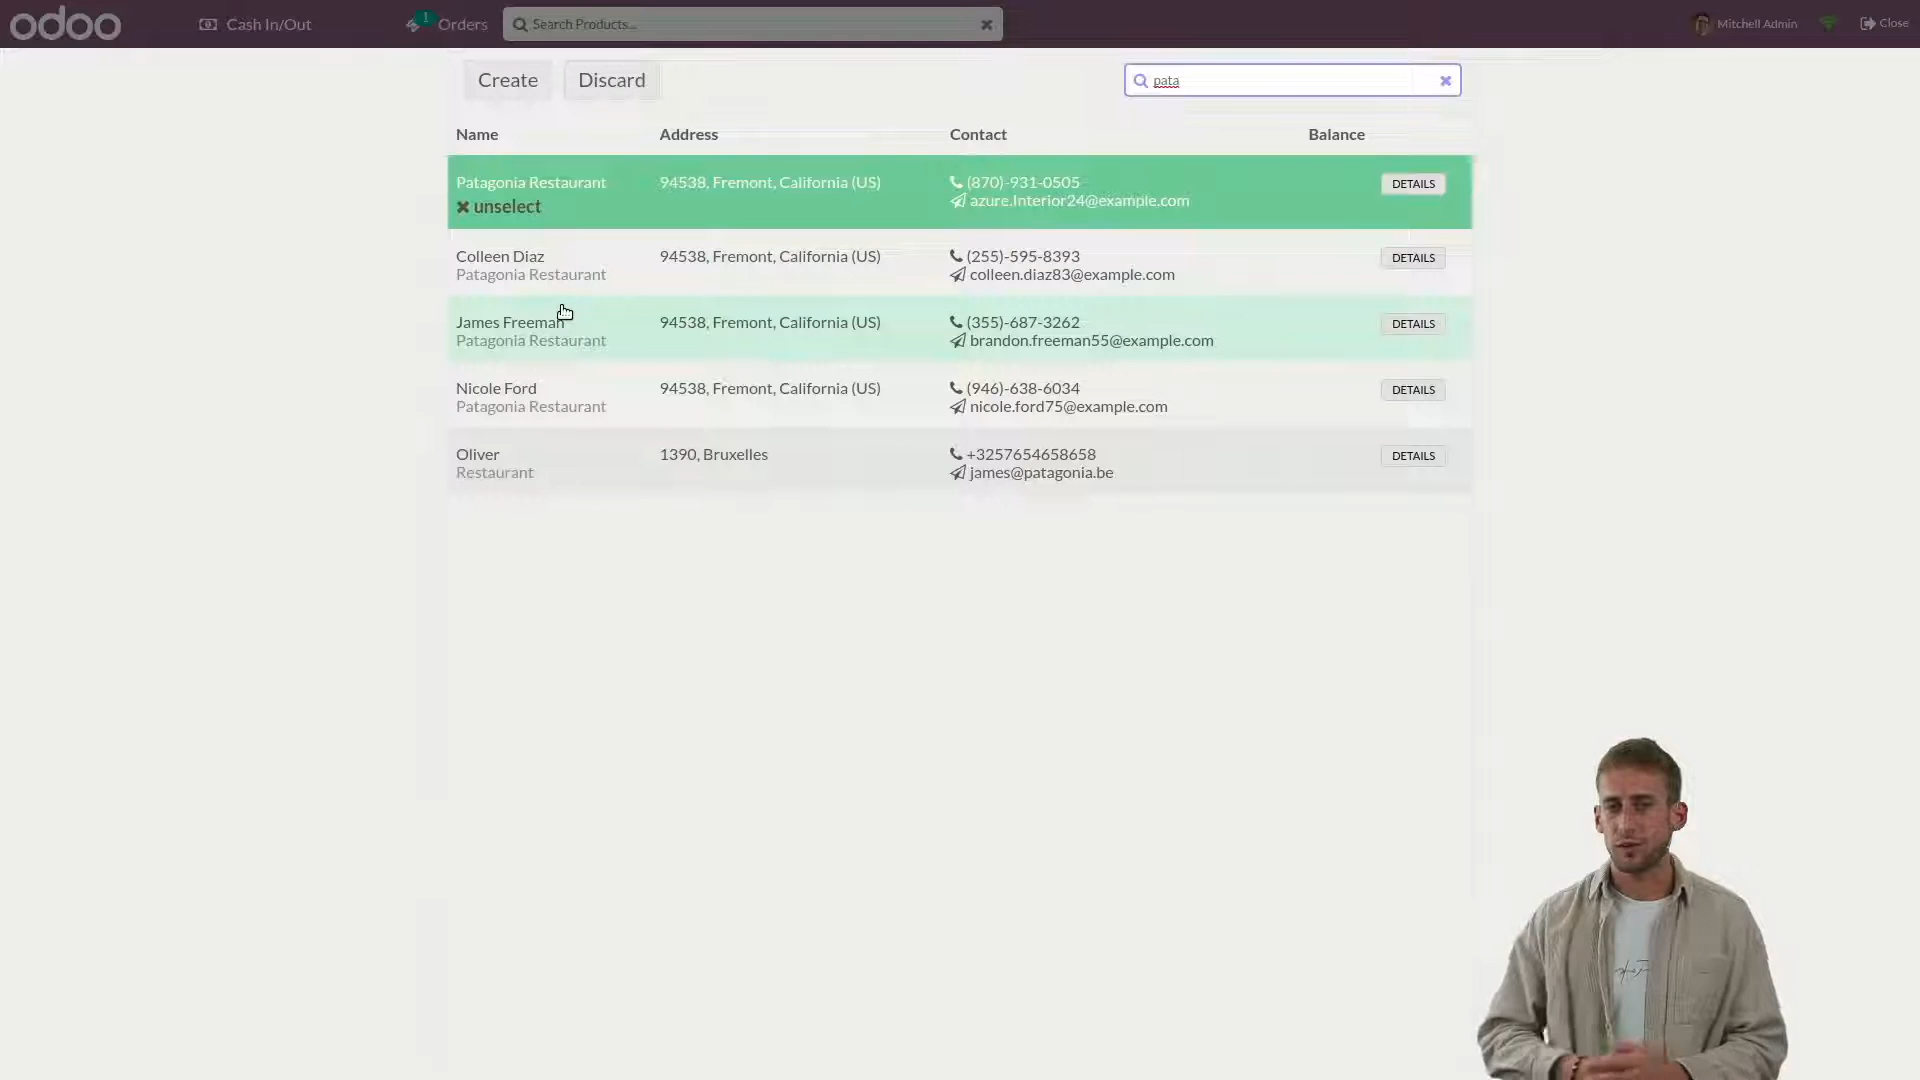 odoo
Cash In/Out
1
Orders
Search Products...
Mitchell Admin
Close
Create
Discard
pata
Name
Address
Contact
Balance
Patagonia Restaurant
unselect
94538, Fremont, California (US)
(870)-931-0505
azure.Interior24@example.com
DETAILS
Colleen Diaz
Patagonia Restaurant
94538, Fremont, California (US)
(255)-595-8393
colleen.diaz83@example.com
DETAILS
James Freeman
Patagonia Restaurant
94538, Fremont, California (US)
(355)-687-3262
brandon.freeman55@example.com
DETAILS
Nicole Ford
Patagonia Restaurant
94538, Fremont, California (US)
(946)-638-6034
nicole.ford75@example.com
DETAILS
Oliver
Restaurant
1390, Bruxelles
+3257654658658
james@patagonia.be
DETAILS